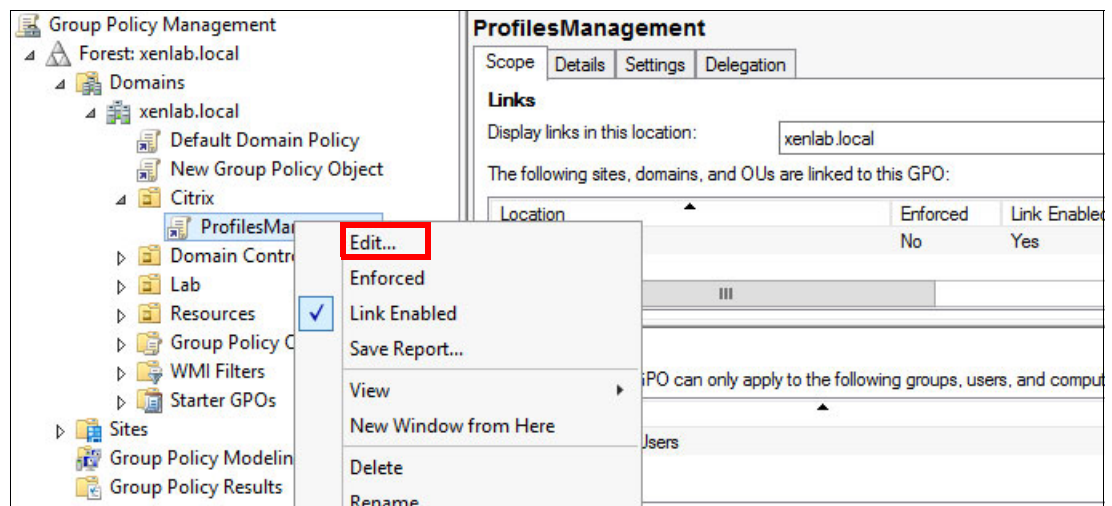 Group Policy Management
Forest: xenlab.local
Domains
xenlab.local
Default Domain Policy
New Group Policy Object
Citrix
ProfilesMa
Domain Contr
Lab
Resources
Group Policy
WMI Filters
Starter GPOs
Sites
Group Policy Modelin
Group Policy Results
Edit...
Enforced
Link Enabled
Save Report...
View
New Window from Here
Delete
Rename
ProfilesManagement
Scope Details Settings Delegation
Links
Display links in this location: xenlab.local
The following sites, domains, and OUs are linked to this GPO:
Location Enforced Link Enabled
No Yes
GPO can only apply to the following groups, users, and comput
Users